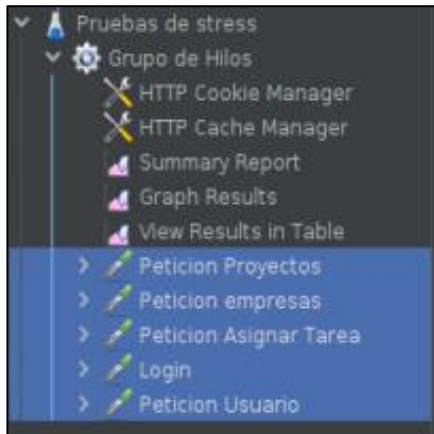 Pruebas de stress
Grupo de Hilos
HTTP Cookie Manager
HTTP Cache Manager
Summary Report
Graph Results
View Results in Table
Peticion Proyectos
Peticion empresas
Peticion Asignar Tarea
Login
Peticion Usuario